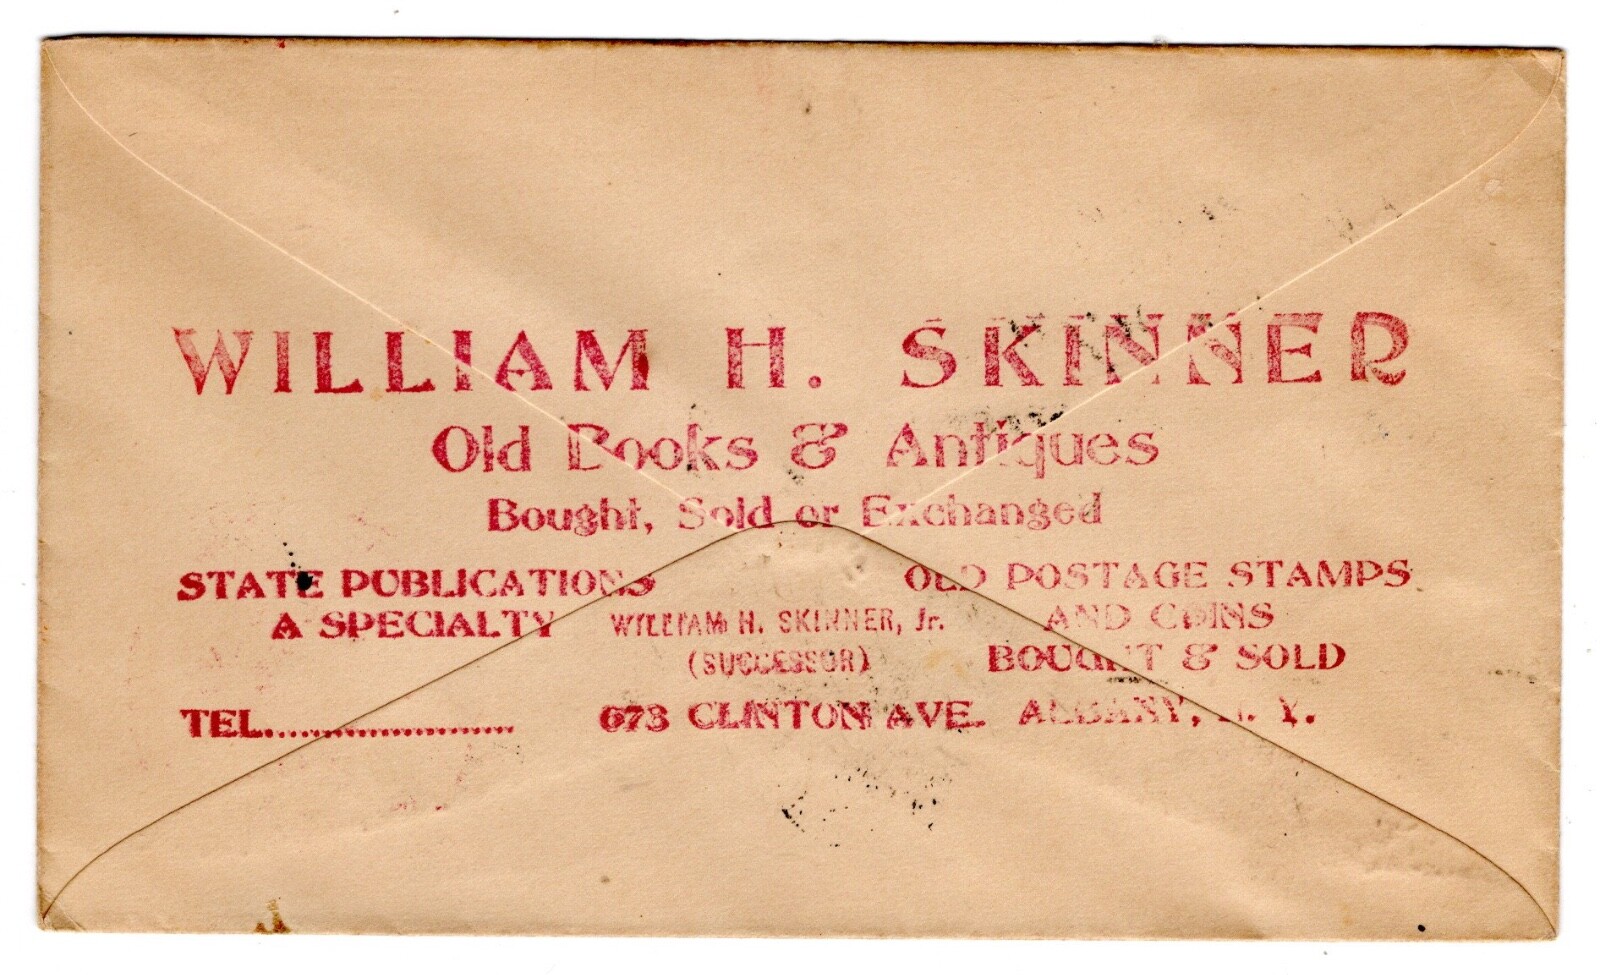 WILLIAM H. SKINNER
Old Books & Antiques
Bought, Sold or Exchanged
STATE PUBLICATIONS
A SPECIALTY
WILLIAM H. SKINNER, Jr.
(SUCCESSOR)
OLD POSTAGE STAMPS
AND COINS
BOUGHT & SOLD
TEL........................ 673 CLINTON AVE. ALBANY, N. Y.